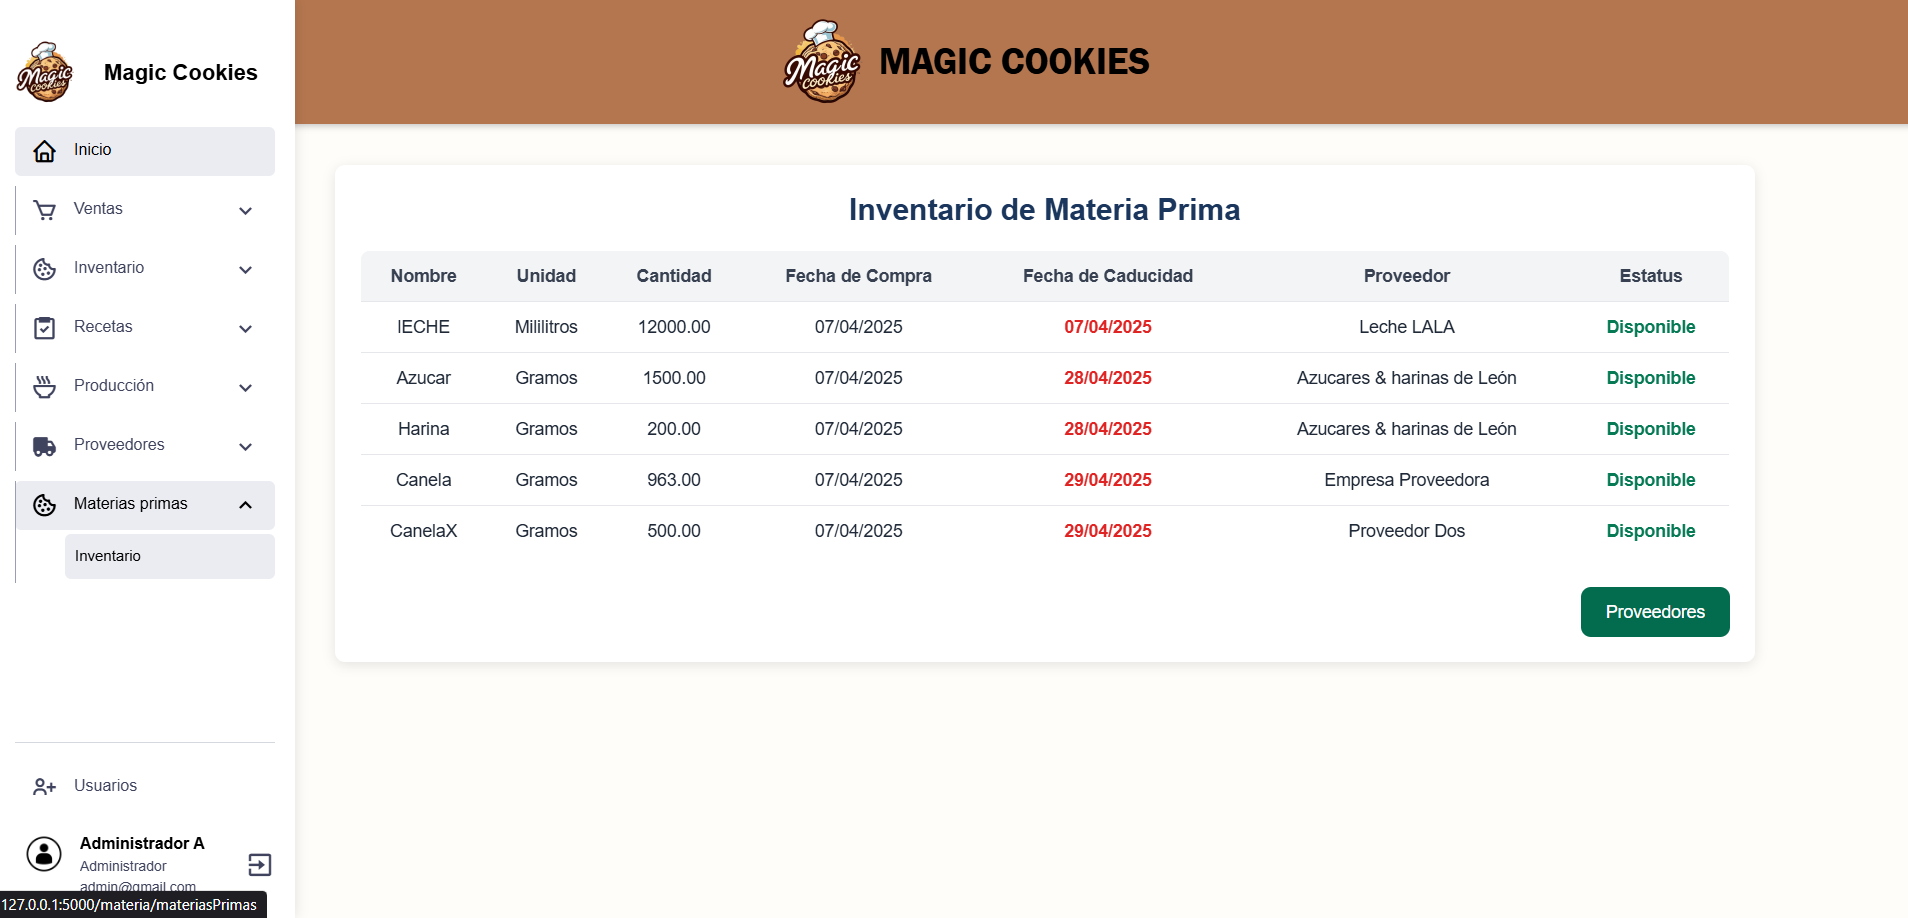 Magic Cookies
Magic Cookies
Inicio
Ventas
Inventario
Recetas
Producción
Proveedores
Materias primas
Inventario
Usuarios
Administrador A
Administrador
admin@gmail.com
127.0.0.1:5000/materia/materiasPrimas
Magic Cookies
MAGIC COOKIES
Inventario de Materia Prima
Nombre Unidad Cantidad Fecha de Compra Fecha de Caducidad Proveedor Estatus
lECHE Mililitros 12000.00 07/04/2025 07/04/2025 Leche LALA Disponible
Azucar Gramos 1500.00 07/04/2025 28/04/2025 Azucares & harinas de León Disponible
Harina Gramos 200.00 07/04/2025 28/04/2025 Azucares & harinas de León Disponible
Canela Gramos 963.00 07/04/2025 29/04/2025 Empresa Proveedora Disponible
CanelaX Gramos 500.00 07/04/2025 29/04/2025 Proveedor Dos Disponible
Proveedores